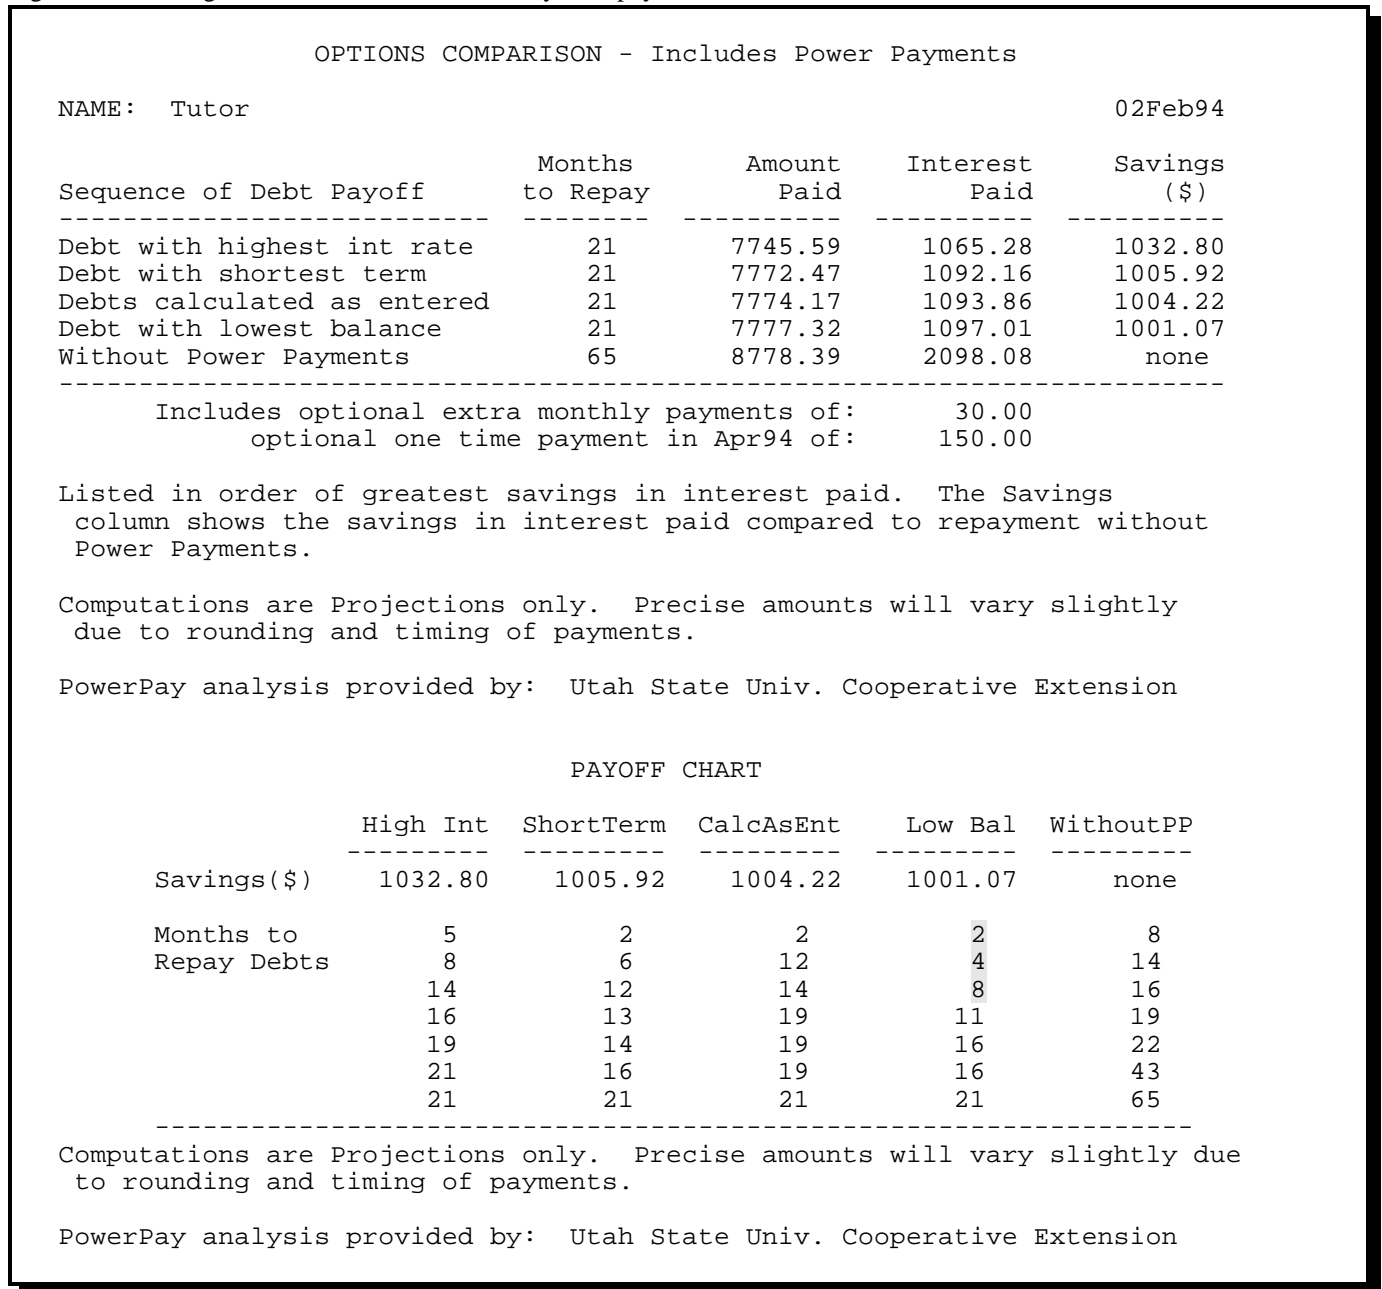 OPTIONS COMPARISON - Includes Power Payments
NAME:  Tutor                                                      02Feb94
                              Months      Amount    Interest     Savings
Sequence of Debt Payoff      to Repay        Paid        Paid        ($)
---------------------------  --------  ----------  ----------  ----------
Debt with highest int rate       21       7745.59     1065.28     1032.80
Debt with shortest term          21       7772.47     1092.16     1005.92
Debts calculated as entered      21       7774.17     1093.86     1004.22
Debt with lowest balance         21       7777.32     1097.01     1001.07
Without Power Payments           65       8778.39     2098.08       none
-------------------------------------------------------------------------
Includes optional extra monthly payments of:      30.00
optional one time payment in Apr94 of:     150.00
Listed in order of greatest savings in interest paid.  The Savings
column shows the savings in interest paid compared to repayment without
Power Payments.
Computations are Projections only.  Precise amounts will vary slightly
due to rounding and timing of payments.
PowerPay analysis provided by:  Utah State Univ. Cooperative Extension
PAYOFF CHART
High Int  ShortTerm  CalcAsEnt    Low Bal  WithoutPP
---------  ---------  ---------  ---------  ---------
Savings($)    1032.80    1005.92    1004.22    1001.07      none
Months to         5          2          2          2          8
Repay Debts       8          6         12          4         14
14         12         14          8         16
16         13         19         11         19
19         14         19         16         22
21         16         19         16         43
21         21         21         21         65
-----------------------------------------------------------------
Computations are Projections only.  Precise amounts will vary slightly due
to rounding and timing of payments.
PowerPay analysis provided by:  Utah State Univ. Cooperative Extension